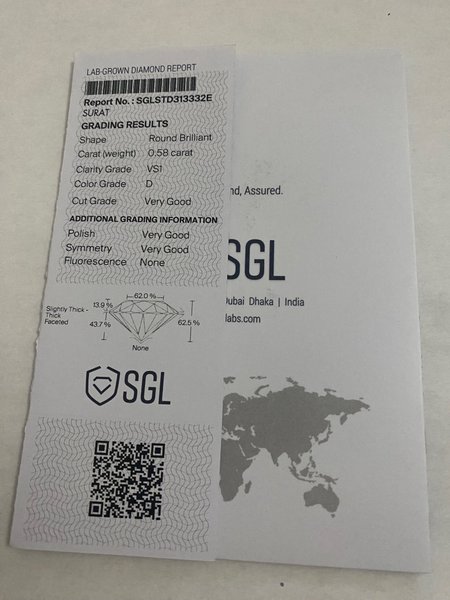 LAB-GROWN DIAMOND REPORT
Report No. : SGLSTD313332E
SURAT
GRADING RESULTS
Shape Round Brilliant
Carat (weight) 0.58 carat
Clarity Grade VS1
Color Grade D
Cut Grade Very Good
ADDITIONAL GRADING INFORMATION
Polish Very Good
Symmetry Very Good
Fluorescence None
62.0 %
13.9 %
Slightly Thick -
Thick
Faceted
43.7 %
62.5 %
None
SGL
nd, Assured.
SGL
Dubai Dhaka | India
labs.com